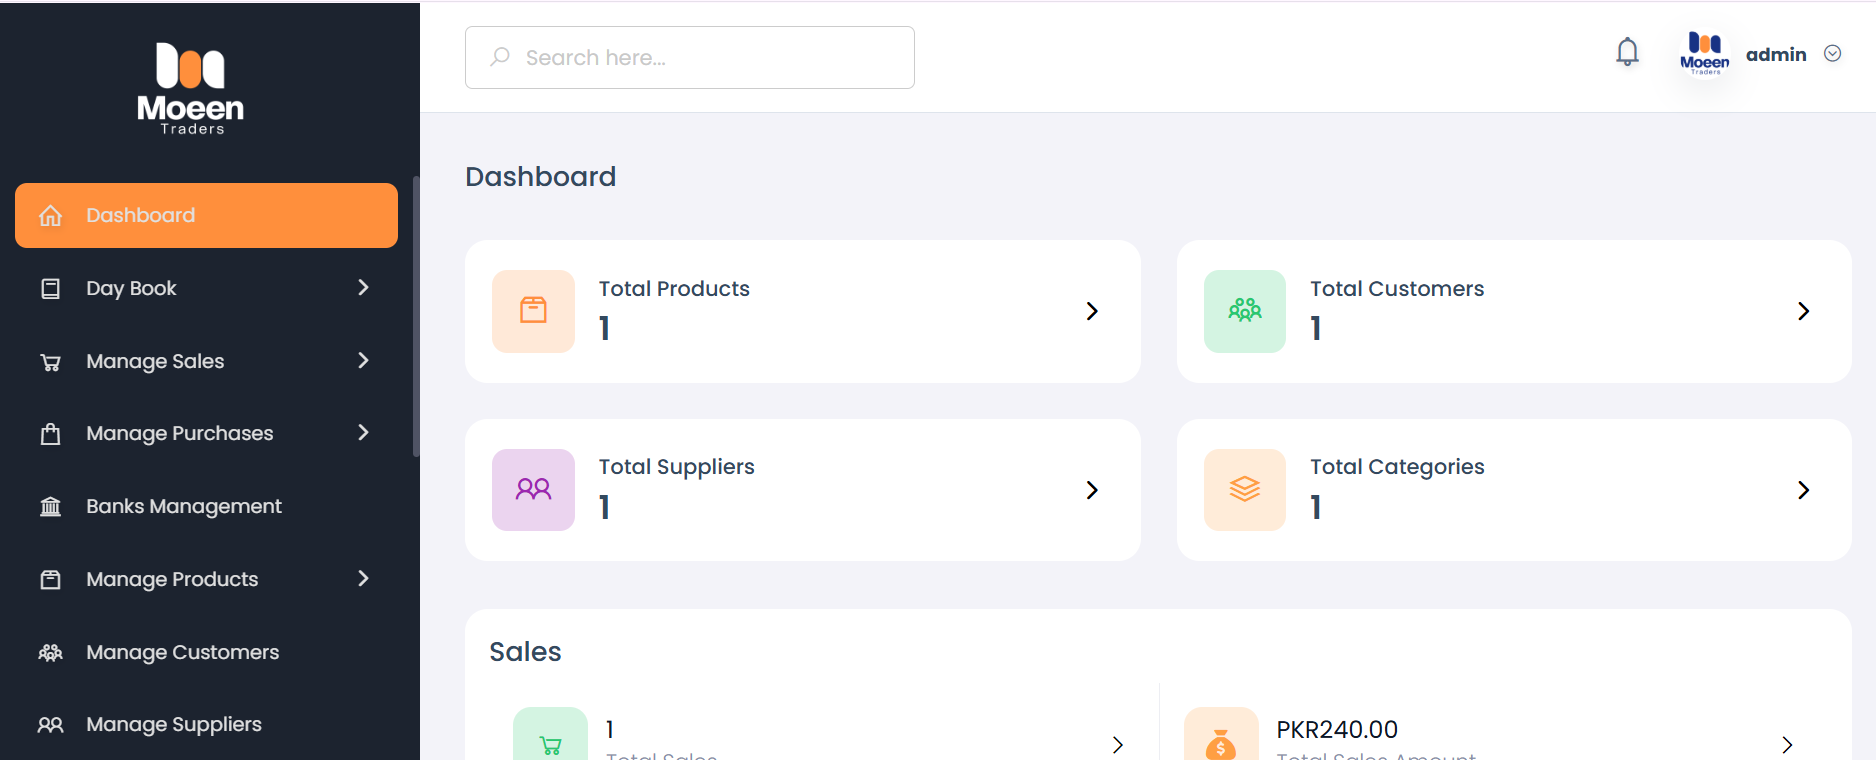 Moeen
Traders
Search here...
Moeen
Traders
admin
Dashboard
Day Book
Manage Sales
Manage Purchases
Banks Management
Manage Products
Manage Customers
Manage Suppliers
Dashboard
Total Products
1
Total Customers
1
Total Suppliers
1
Total Categories
1
Sales
1
Total Sales
PKR240.00
Total Sales Amount